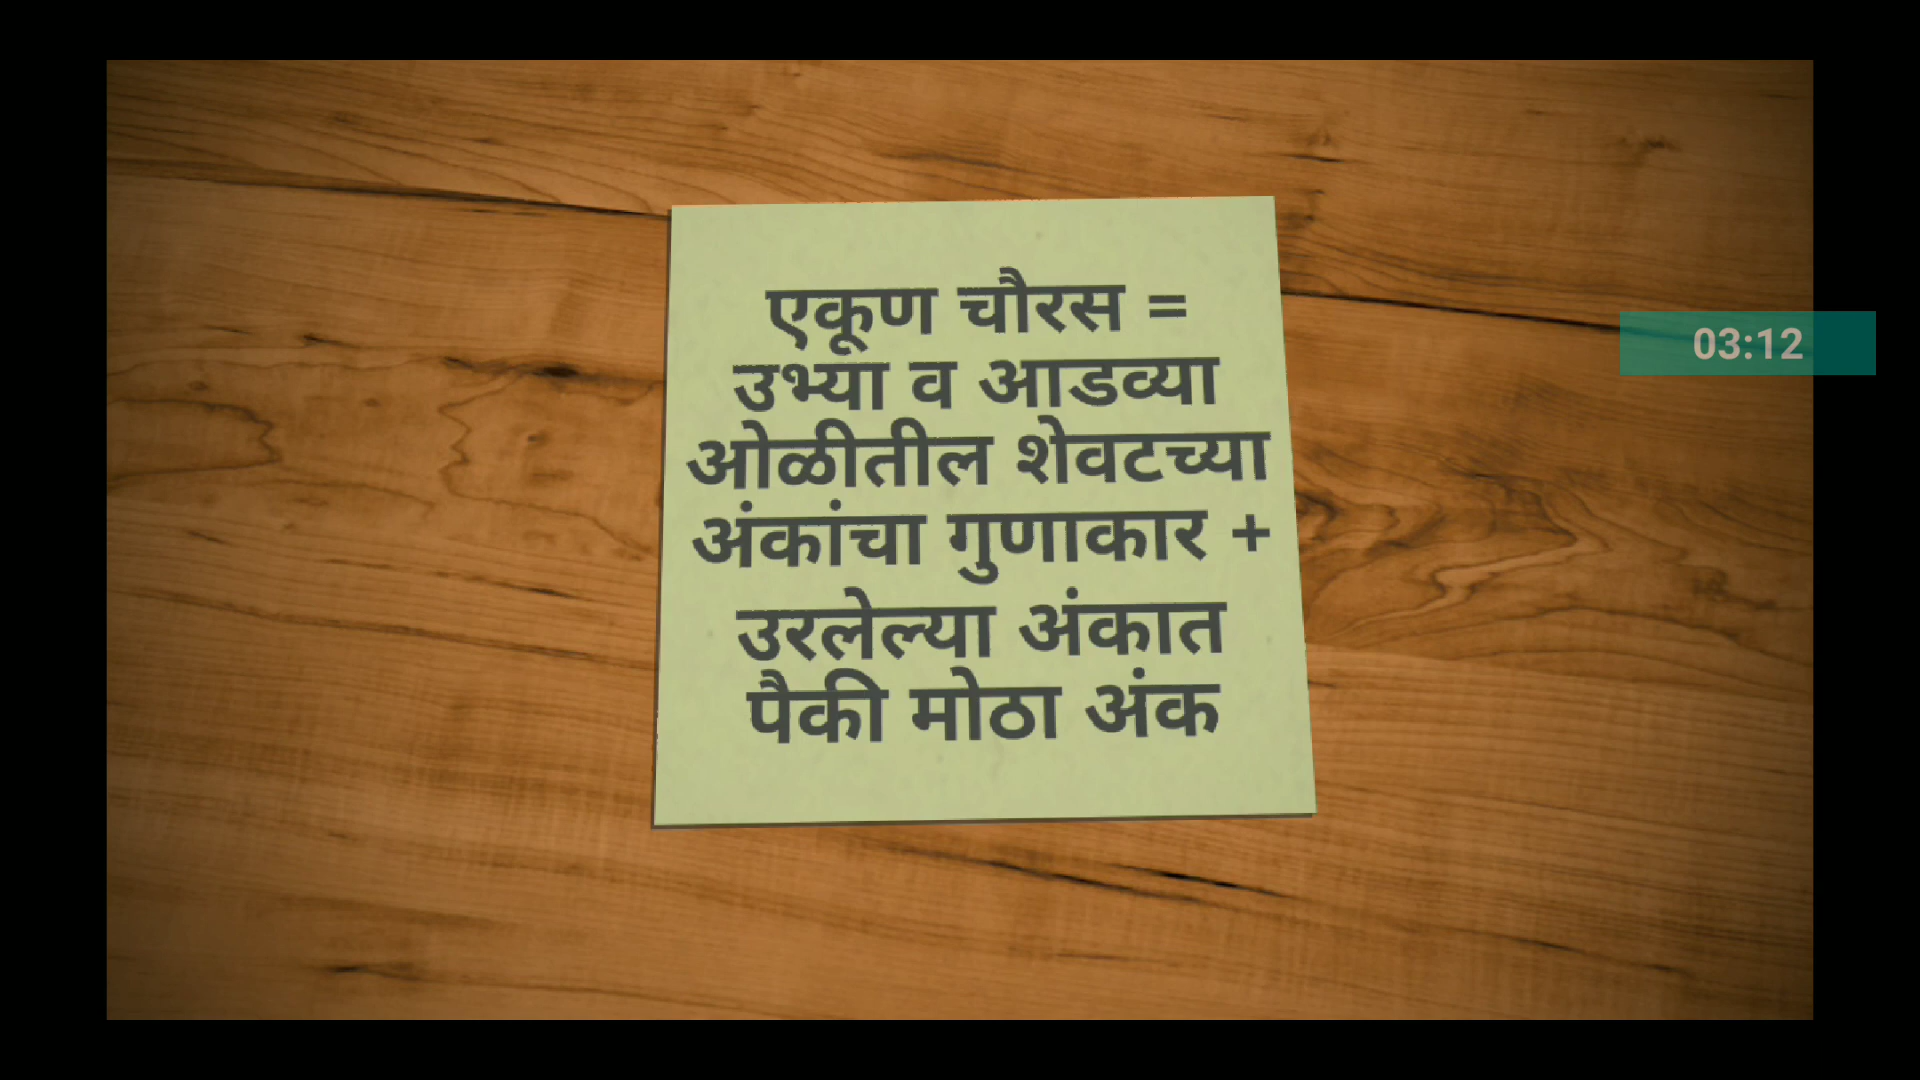 एकूण चौरस =
उभ्या व आडव्या
ओळीतील शेवटच्या
अंकांचा गुणाकार +
उरलेल्या अंकात
पैकी मोठा अंक
03:12